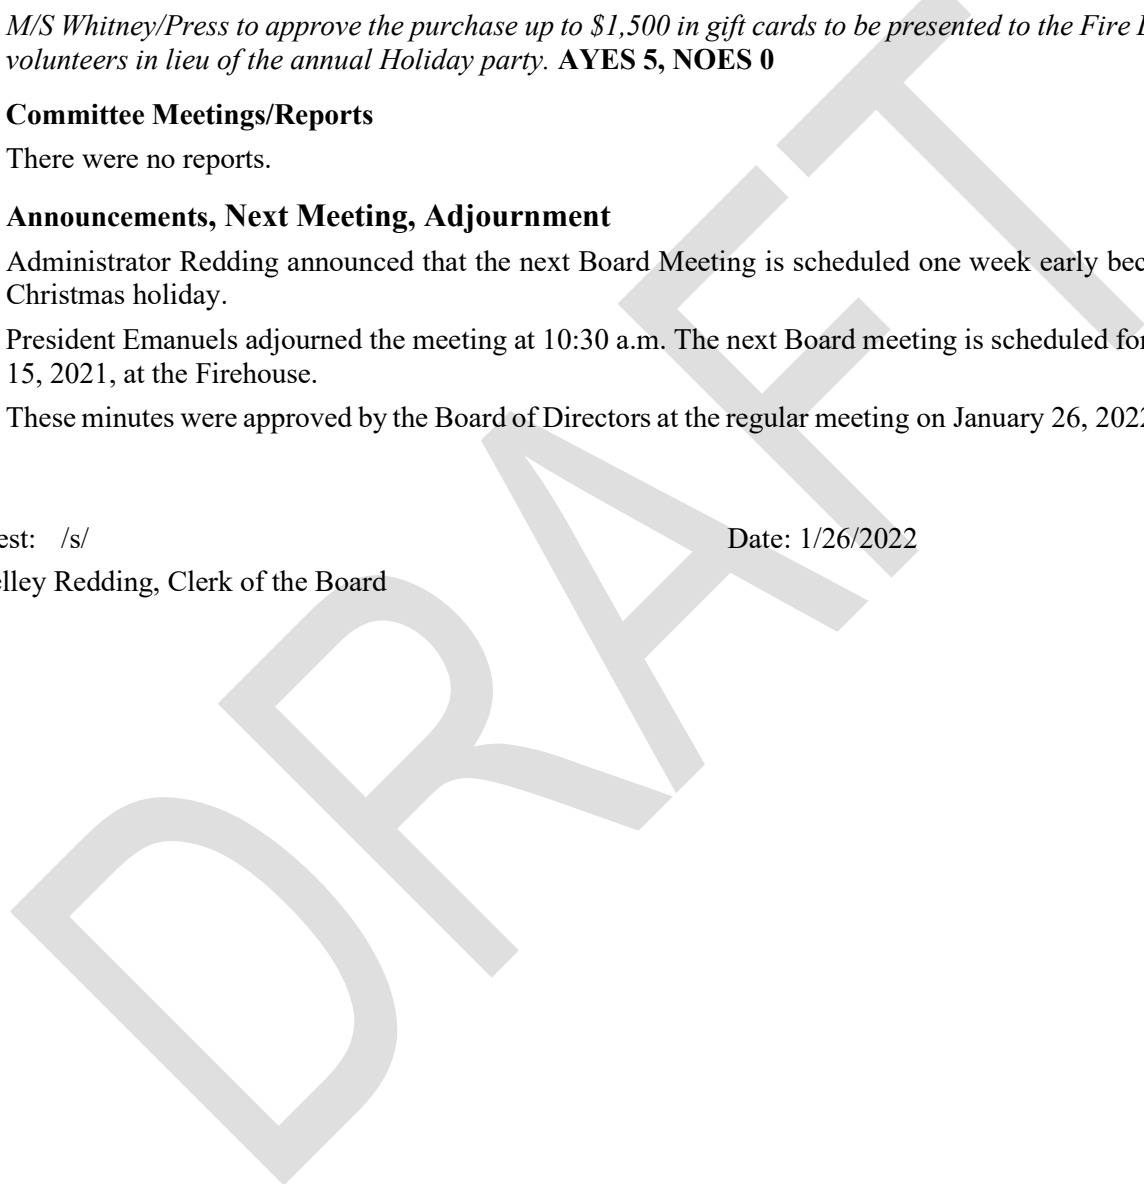 M/S Whitney/Press to approve the purchase up to $1,500 in gift cards to be presented to the Fire
volunteers in lieu of the annual Holiday party. AYES 5, NOES 0
Committee Meetings/Reports
There were no reports.
Announcements, Next Meeting, Adjournment
Administrator Redding announced that the next Board Meeting is scheduled one week early bec
Christmas holiday.
President Emanuels adjourned the meeting at 10:30 a.m. The next Board meeting is scheduled for
15, 2021, at the Firehouse.
These minutes were approved by the Board of Directors at the regular meeting on January 26, 2022
est: /s/ Date: 1/26/2022
elley Redding, Clerk of the Board
DRAFT